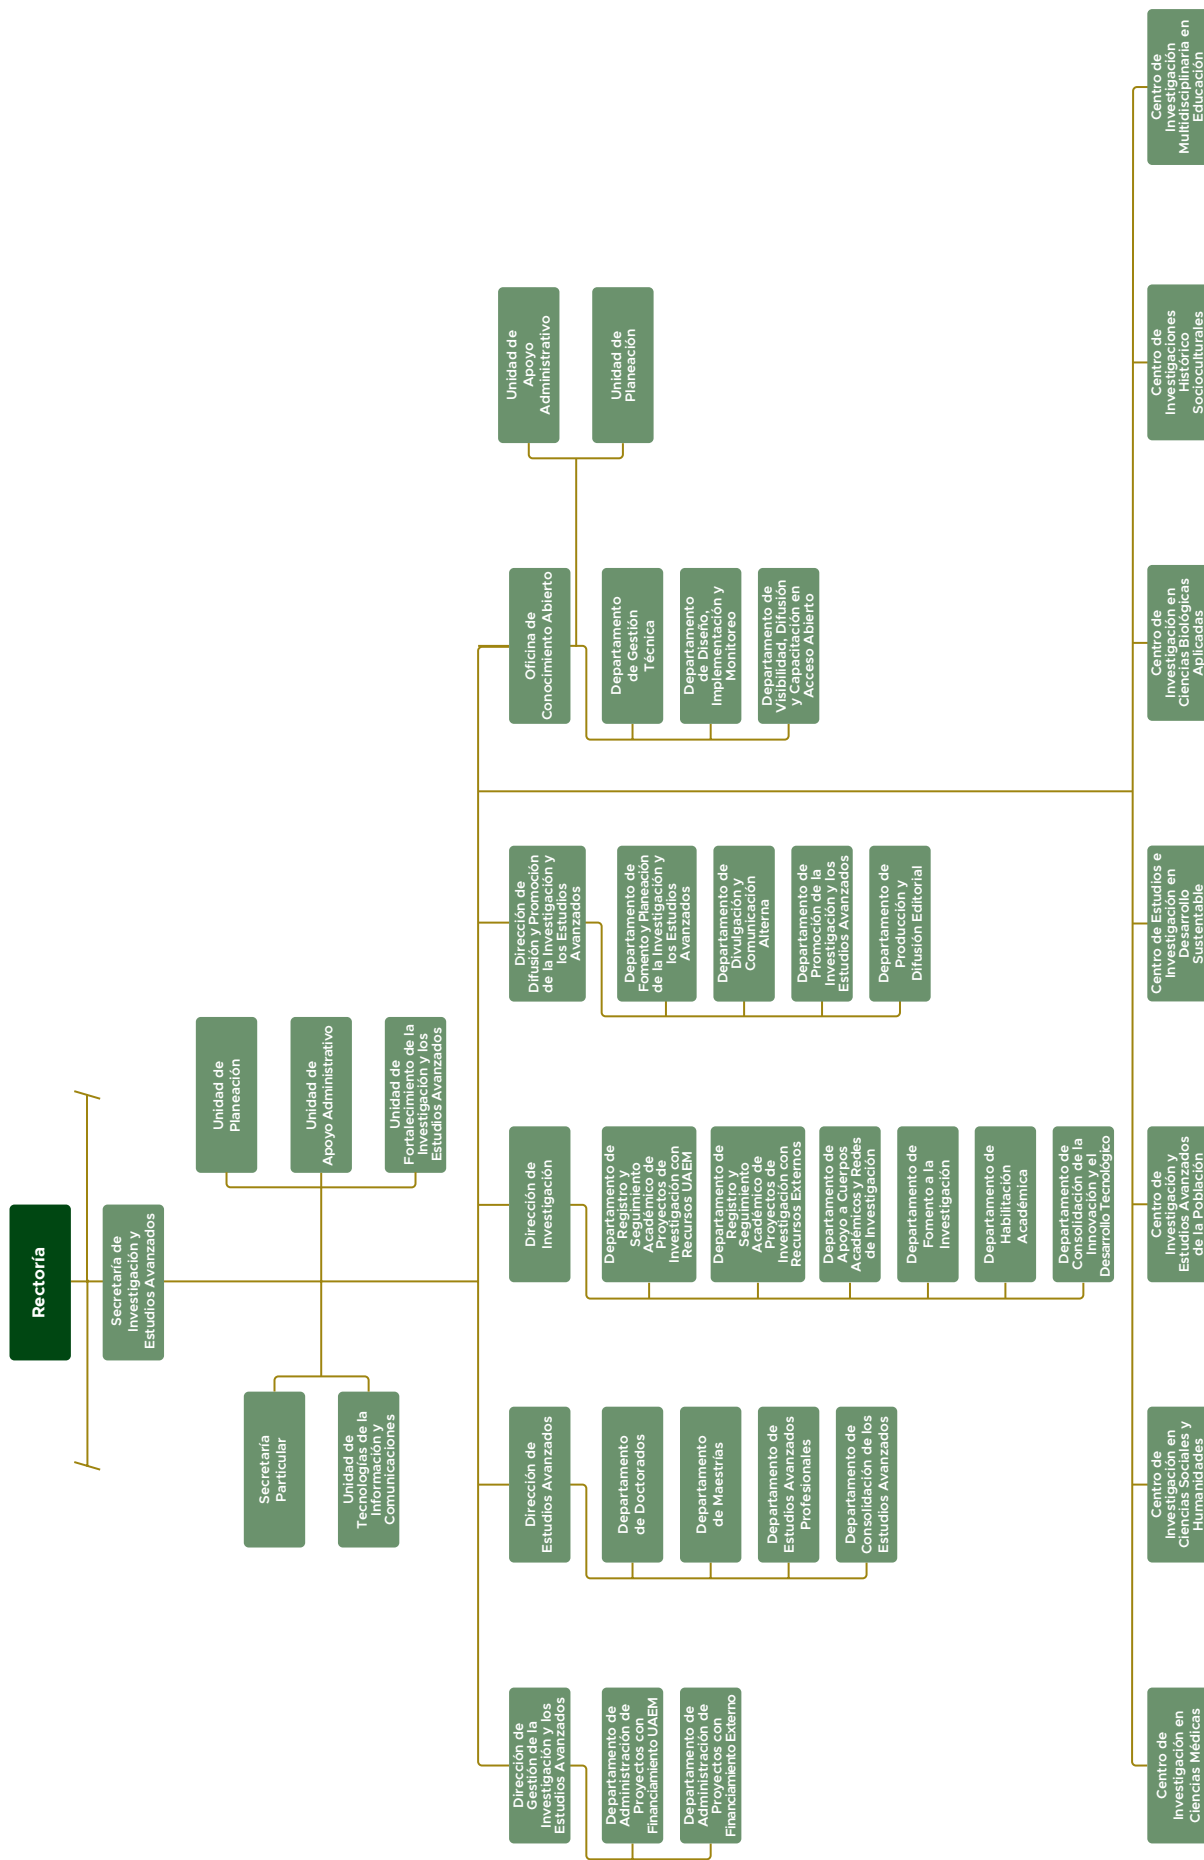 Rectoría
Secretaría de
Investigación y
Estudios Avanzados
Secretaría
Particular
Unidad de
Tecnologías de la
Información y
Comunicaciones
Unidad de
Planeación
Unidad de
Apoyo Administrativo
Unidad de
Fortalecimiento de la
Investigación y los
Estudios Avanzados
Dirección de
Gestión de la
Investigación y los
Estudios Avanzados
Departamento de
Administración de
Proyectos con
Financiamiento UAEM
Departamento de
Administración de
Proyectos con
Financiamiento Externo
Dirección de
Estudios Avanzados
Departamento
de Doctorados
Departamento
de Maestrías
Departamento de
Estudios Avanzados
Profesionales
Departamento de
Consolidación de los
Estudios Avanzados
Dirección de
Investigación
Departamento de
Registro y
Seguimiento
Académico de
Proyectos de
Investigación con
Recursos UAEM
Departamento de
Registro y
Seguimiento
Académico de
Proyectos de
Investigación con
Recursos Externos
Departamento de
Apoyo a Cuerpos
Académicos y Redes
de Investigación
Departamento de
Fomento a la
Investigación
Departamento de
Habilitación
Académica
Departamento de
Consolidación de la
Innovación y el
Desarrollo Tecnológico
Dirección de
Difusión y Promoción
de la Investigación y
los Estudios
Avanzados
Departamento de
Fomento y Planeación
de la Investigación y
los Estudios
Avanzados
Departamento de
Divulgación y
Comunicación
Alterna
Departamento de
Promoción de la
Investigación y los
Estudios Avanzados
Departamento de
Producción y
Difusión Editorial
Oficina de
Conocimiento Abierto
Departamento
de Gestión
Técnica
Departamento
de Diseño,
Implementación y
Monitoreo
Departamento de
Visibilidad, Difusión
y Capacitación en
Acceso Abierto
Unidad de
Apoyo
Administrativo
Unidad de
Planeación
Centro de
Investigación en
Ciencias Médicas
Centro de
Investigación en
Ciencias Sociales y
Humanidades
Centro de
Investigación y
Estudios Avanzados
de la Población
Centro de Estudios e
Investigación en
Desarrollo
Sustentable
Centro de
Investigación en
Ciencias Biológicas
Aplicadas
Centro de
Investigaciones
Histórico
Socioculturales
Centro de
Investigación
Multidisciplinaria en
Educación